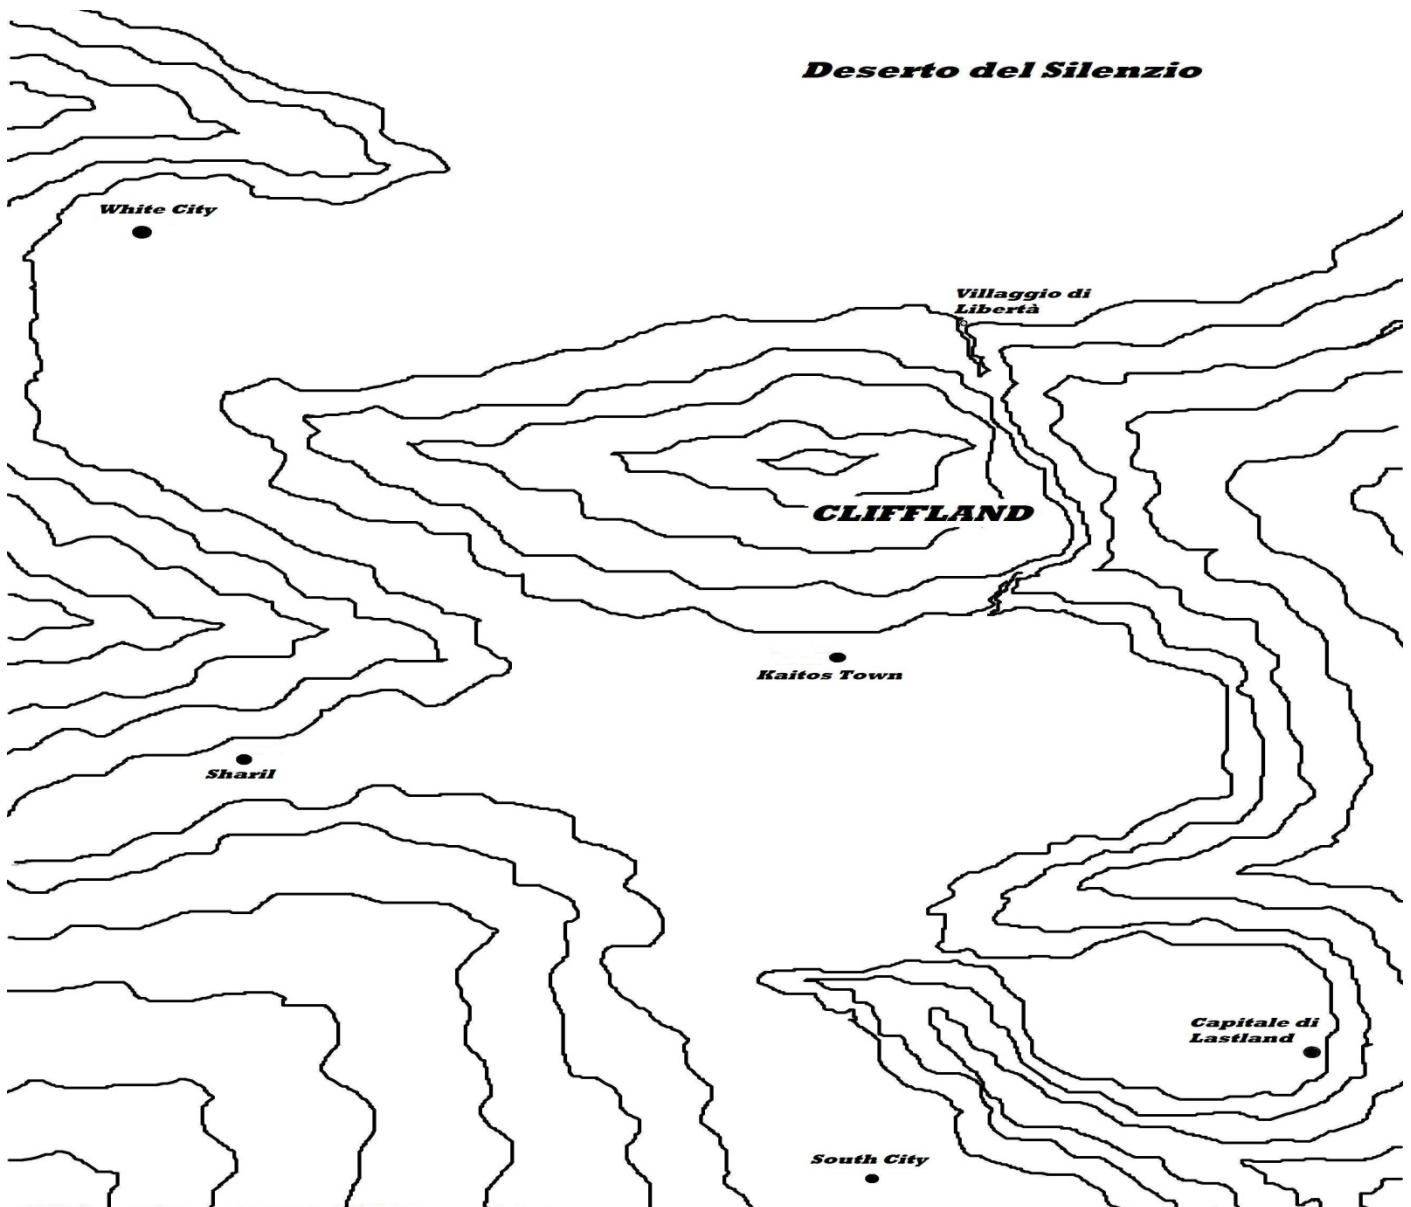 Deserto del Silenzio
White City
Villaggio di
Libertà
CLIFFLAND
Kaitos Town
Sharil
Capitale di
Lastland
South City